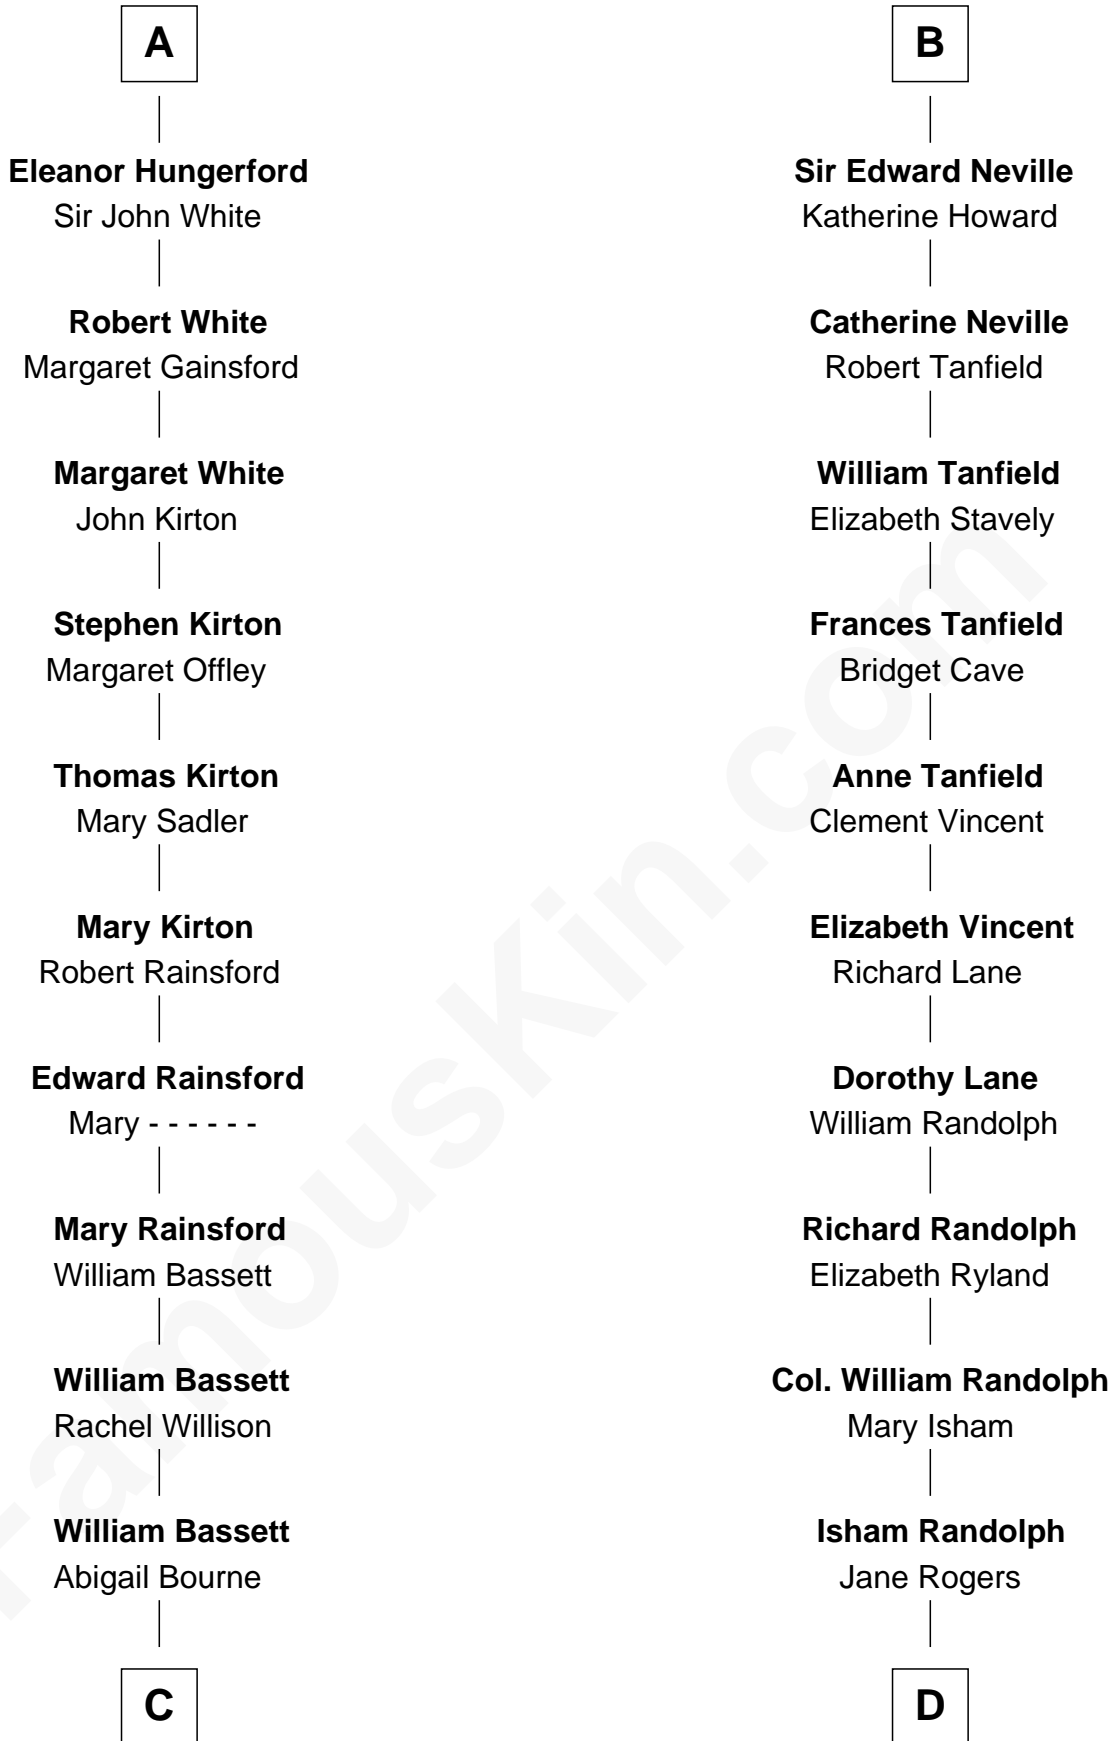 A
Eleanor Hungerford
Sir John White
Robert White
Margaret Gainsford
Margaret White
John Kirton
Stephen Kirton
Margaret Offley
Thomas Kirton
Mary Sadler
Mary Kirton
Robert Rainsford
Edward Rainsford
Mary - - - - - -
Mary Rainsford
William Bassett
William Bassett
Rachel Willison
William Bassett
Abigail Bourne
C
B
Sir Edward Neville
Katherine Howard
Catherine Neville
Robert Tanfield
William Tanfield
Elizabeth Stavely
Frances Tanfield
Bridget Cave
Anne Tanfield
Clement Vincent
Elizabeth Vincent
Richard Lane
Dorothy Lane
William Randolph
Richard Randolph
Elizabeth Ryland
Col. William Randolph
Mary Isham
Isham Randolph
Jane Rogers
D
FamousKin.com